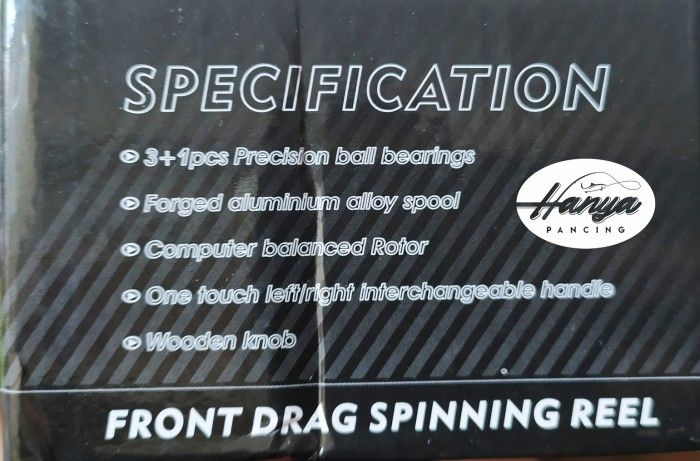 SPECIFICATION
3+1pcs Precision ball bearings
Forged aluminium alloy spool
Hanya
PANCING
Computer balanced Rotor
One touch left/right interchangeable handle
Wooden knob
FRONT DRAG SPINNING REEL